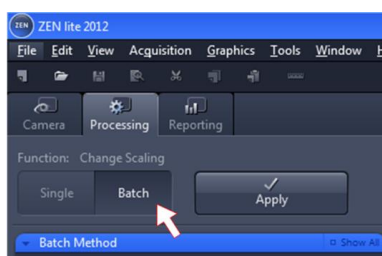 ZEN ZEN lite 2012
File Edit View Acquisition Graphics Tools Window H
Camera Processing Reporting
Function: Change Scaling
Single Batch Apply
Batch Method Show All